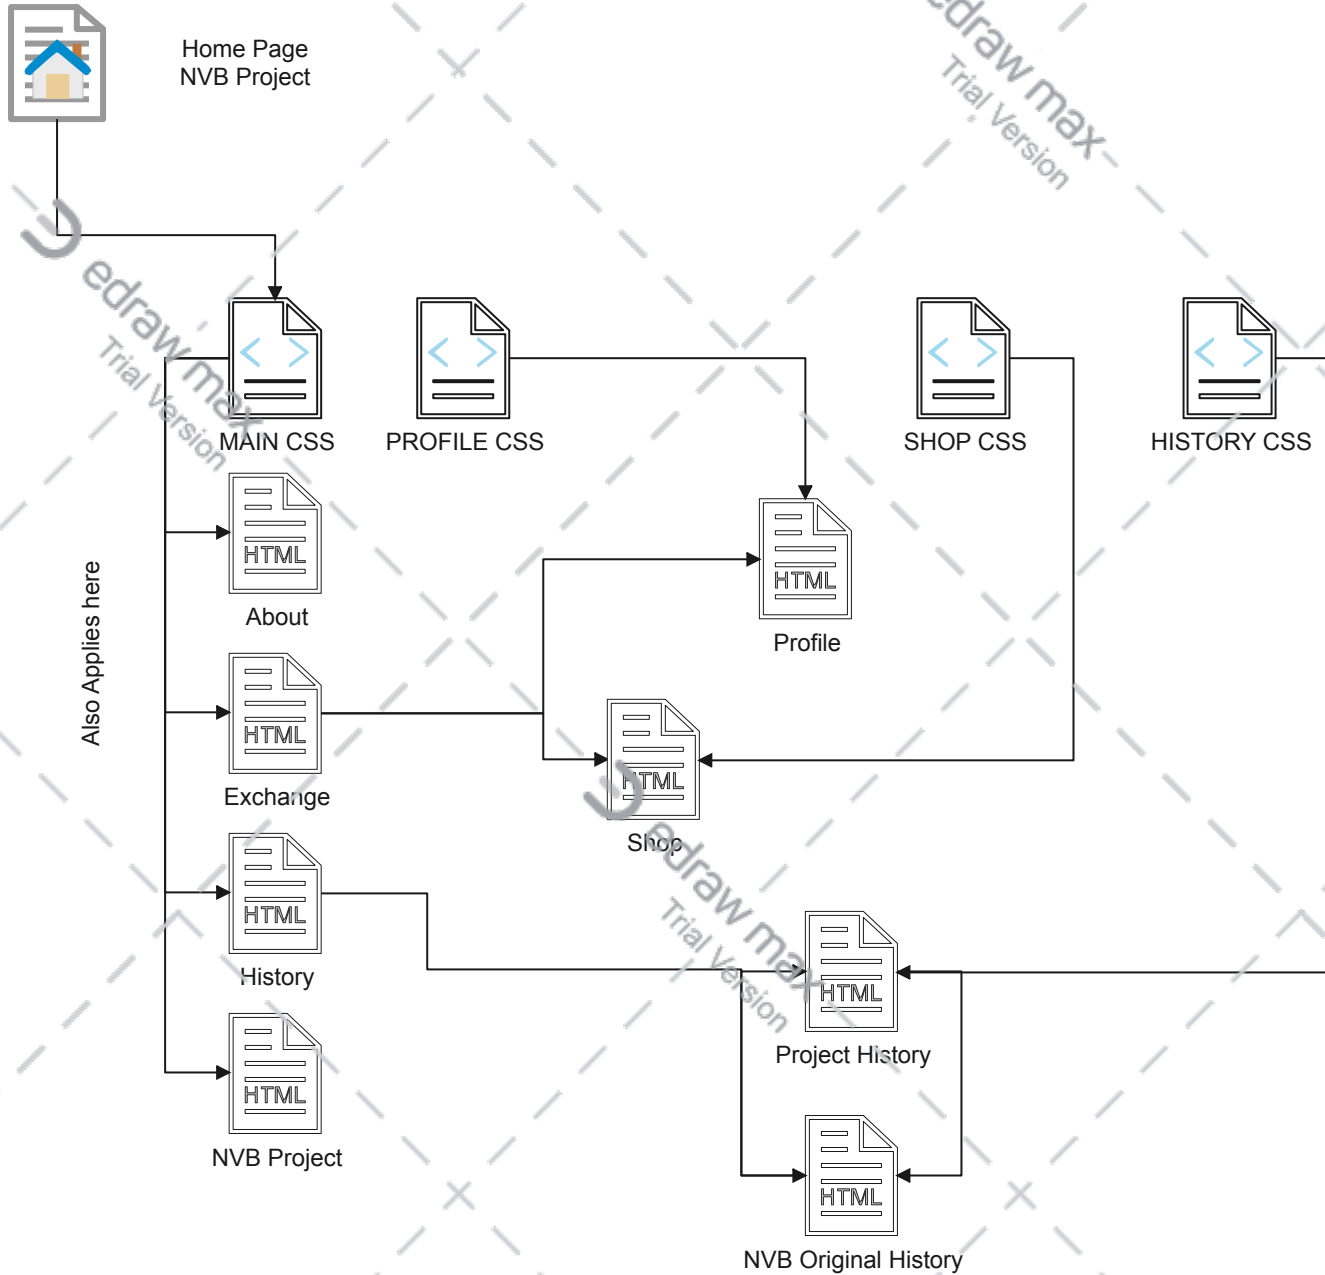 Home Page
NVB Project
edraw max
Trial Version
edraw max
Trial Version
MAIN CSS
PROFILE CSS
SHOP CSS
HISTORY CSS
Also Applies here
HTML
About
HTML
Profile
HTML
Exchange
HTML
Shop
edraw max
Trial Version
HTML
History
HTML
Project History
HTML
NVB Project
HTML
NVB Original History